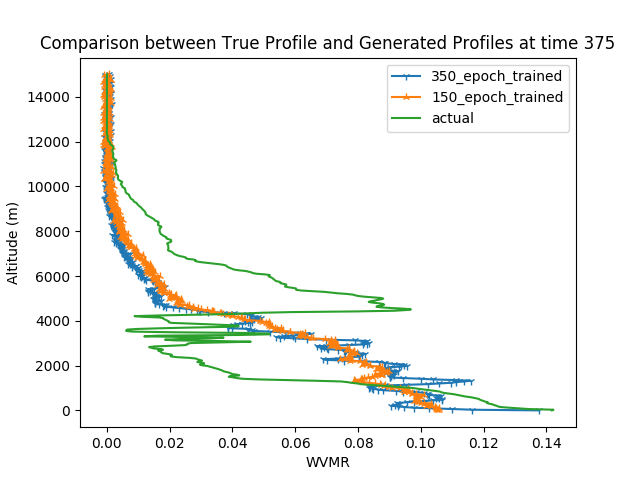 Comparison between True Profile and Generated Profiles at time 375
350_epoch_trained
150_epoch_trained
actual
Altitude (m)
14000
12000
10000
8000
6000
4000
2000
0
0.00 0.02 0.04 0.06 0.08 0.10 0.12 0.14
WVMR